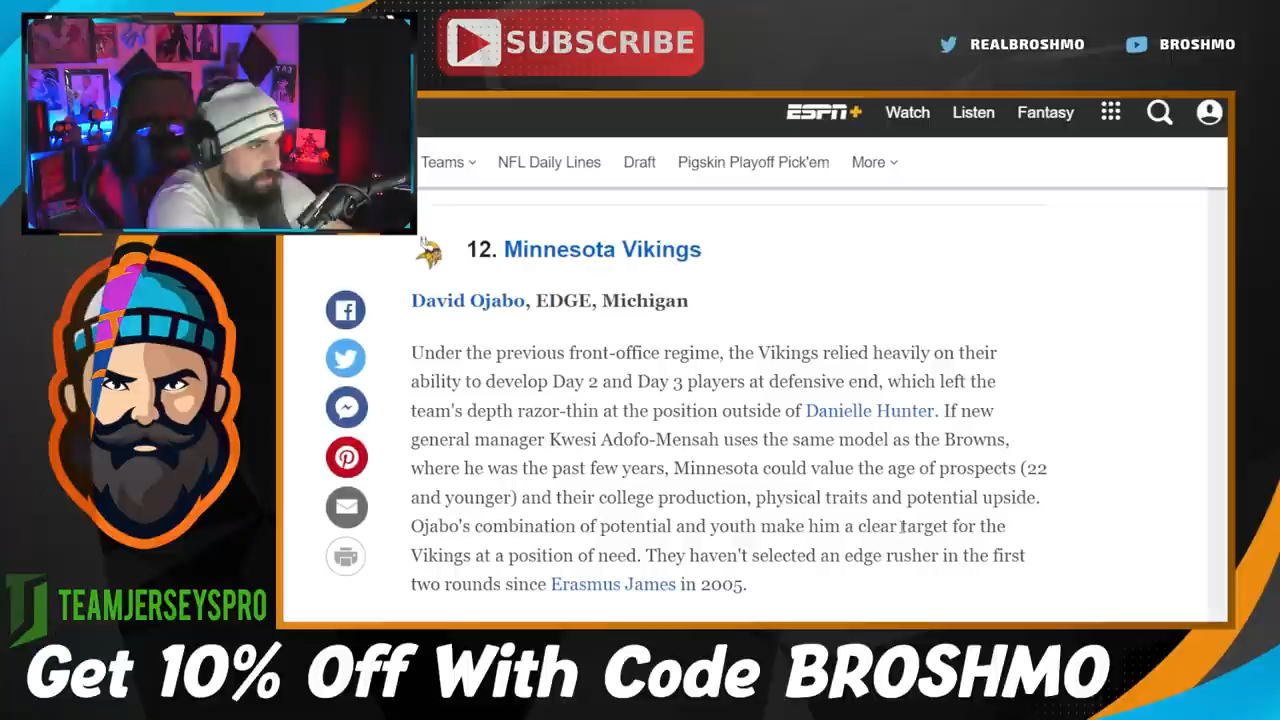 SUBSCRIBE
REALBROSHMO
BROSHMO
ESPN+
Watch
Listen
Fantasy
Teams
NFL Daily Lines
Draft
Pigskin Playoff Pick'em
More
12. Minnesota Vikings
David Ojabo, EDGE, Michigan
Under the previous front-office regime, the Vikings relied heavily on their
ability to develop Day 2 and Day 3 players at defensive end, which left the
team's depth razor-thin at the position outside of Danielle Hunter. If new
general manager Kwesi Adofo-Mensah uses the same model as the Browns,
where he was the past few years, Minnesota could value the age of prospects (22
and younger) and their college production, physical traits and potential upside.
Ojabo's combination of potential and youth make him a clear target for the
Vikings at a position of need. They haven't selected an edge rusher in the first
two rounds since Erasmus James in 2005.
TJ TEAMJERSEYSPRO
Get 10% Off With Code BROSHMO